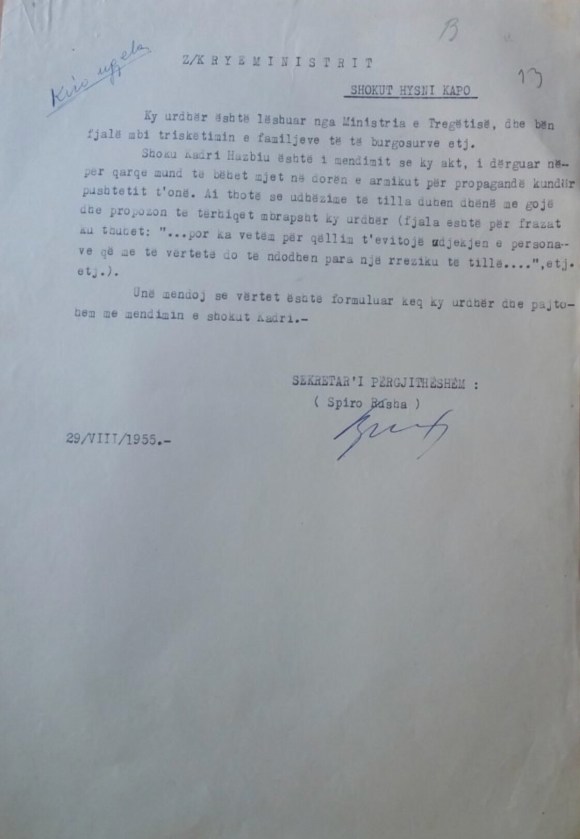 B
13
Kiço Ngjela
Z/KRYEMINISTRIT
SHOKUT HYSNI KAPO
Ky urdhër është lëshuar nga Ministria e Tregëtisë, dhe bën
fjalë mbi trisketimin e familjeve të të burgosurve etj.
Shoku Kadri Hazbiu është i mendimit se ky akt, i dërguar në-
për qarqe mund të bëhet mjet në dorën e armikut për propagandë kundër
pushtetit t'onë. Ai thotë se udhëzime të tilla duhen dhënë me gojë
dhe propozon të tërhiqet mbrapsht ky urdhër (fjala është për frazat
ku thuhet: "...por ka vetëm për qëllim t'evitojë vdekjen e persona-
ve që me të vërtetë do të ndodhen para një rreziku të tillë....",etj.
etj.).
Unë mendoj se vërtet është formuluar keq ky urdhër dhe pajto-
hem me mendimin e shokut Kadri.-
SEKRETAR'I PËRGJITHËSHËM :
( Spiro Rusha )
29/VIII/1955.-